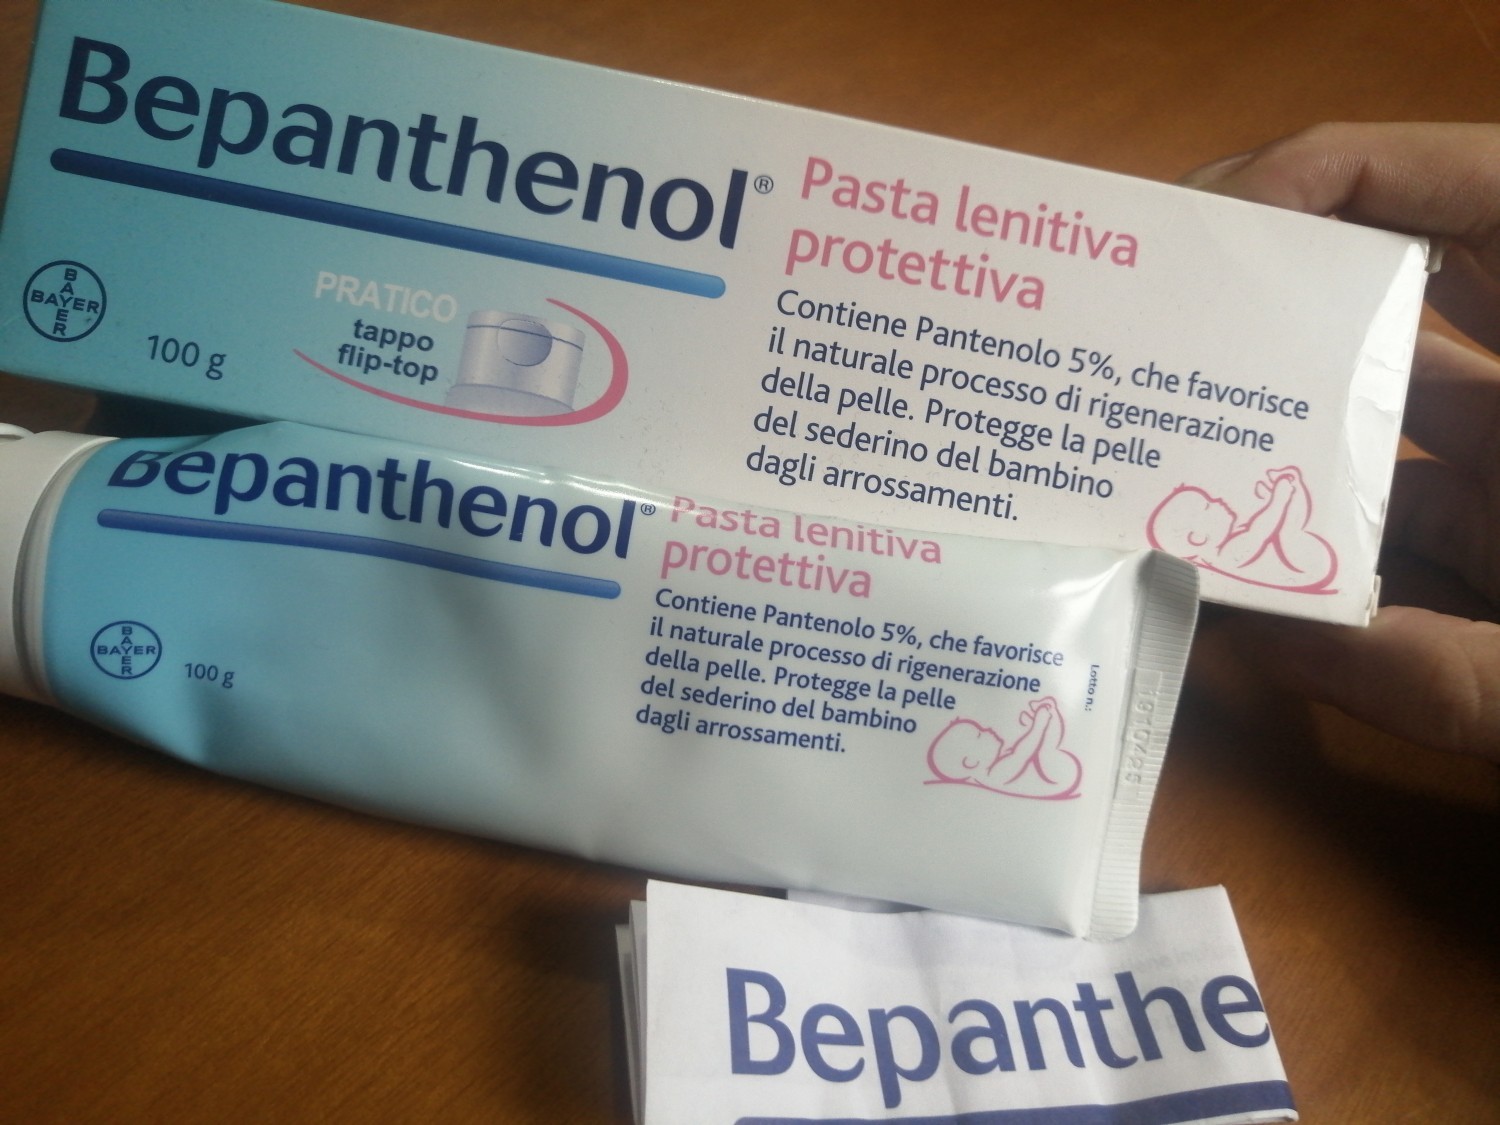 Bepanthenol®
Pasta lenitiva
protettiva
Contiene Pantenolo 5%, che favorisce
il naturale processo di rigenerazione
della pelle. Protegge la pelle
del sederino del bambino
dagli arrossamenti.
PRATICO
tappo
flip-top
BAYER
BAYER
100 g
Bepanthenol®
Pasta lenitiva
protettiva
Contiene Pantenolo 5%, che favorisce
il naturale processo di rigenerazione
della pelle. Protegge la pelle
del sederino del bambino
dagli arrossamenti.
BAYER
BAYER
100 g
Lotto n.:
Bepanthe